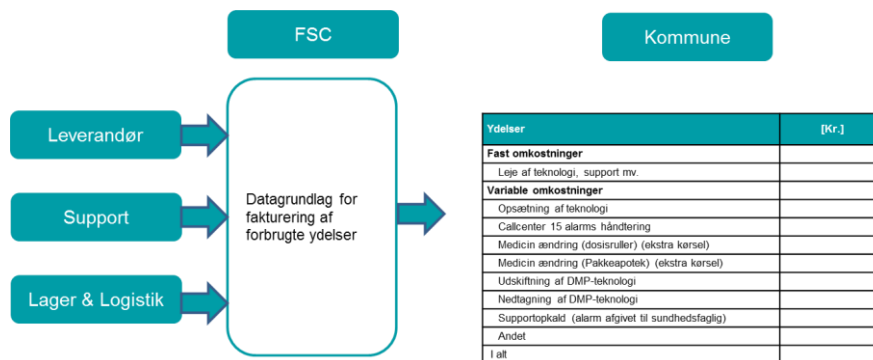 FSC
Kommune
Leverandør
Support
Lager & Logistik
Datagrundlag for
fakturering af
forbrugte ydelser
Ydelser [Kr.]
Fast omkostninger
Leje af teknologi, support mv.
Variable omkostninger
Opsætning af teknologi
Callcenter 15 alarms håndtering
Medicin ændring (dosisruller) (ekstra kørsel)
Medicin ændring (Pakkeapotek) (ekstra kørsel)
Udskiftning af DMP-teknologi
Nedtagning af DMP-teknologi
Supportopkald (alarm afgivet til sundhedsfaglig)
Andet
I alt